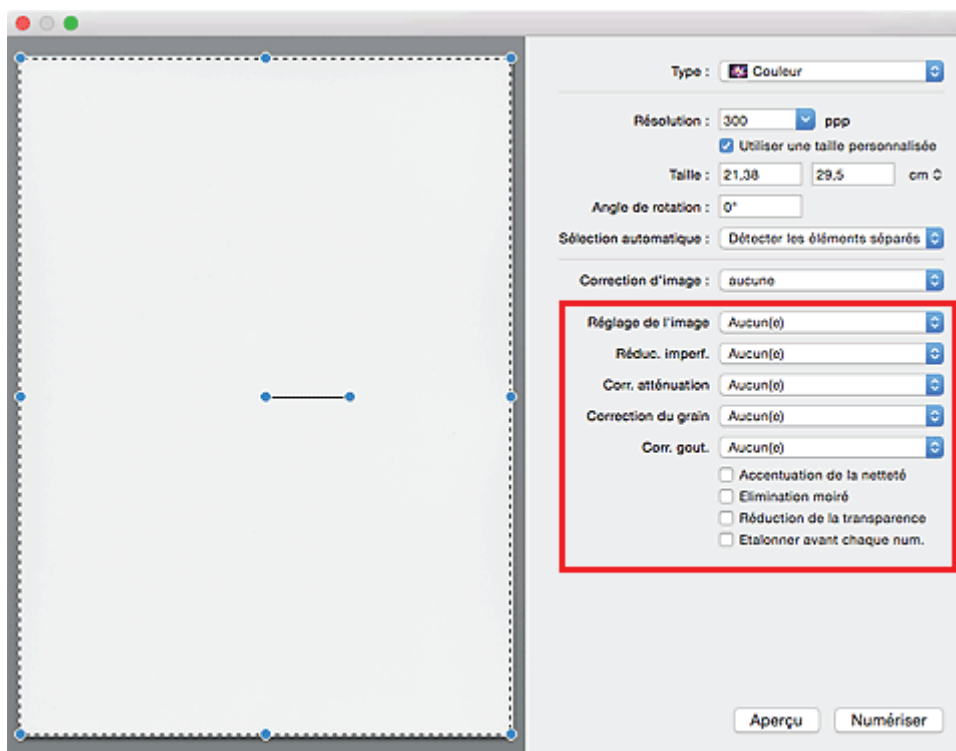 Type : Couleur
Résolution : 300 ppp
Utiliser une taille personnalisée
Taille : 21,38 29,5 cm
Angle de rotation : 0°
Sélection automatique : Détecter les éléments séparés
Correction d'image : aucune
Réglage de l'image Aucun(e)
Réduc. imperf. Aucun(e)
Corr. atténuation Aucun(e)
Correction du grain Aucun(e)
Corr. gout. Aucun(e)
Accentuation de la netteté
Elimination moiré
Réduction de la transparence
Etalonner avant chaque num.
Aperçu Numériser